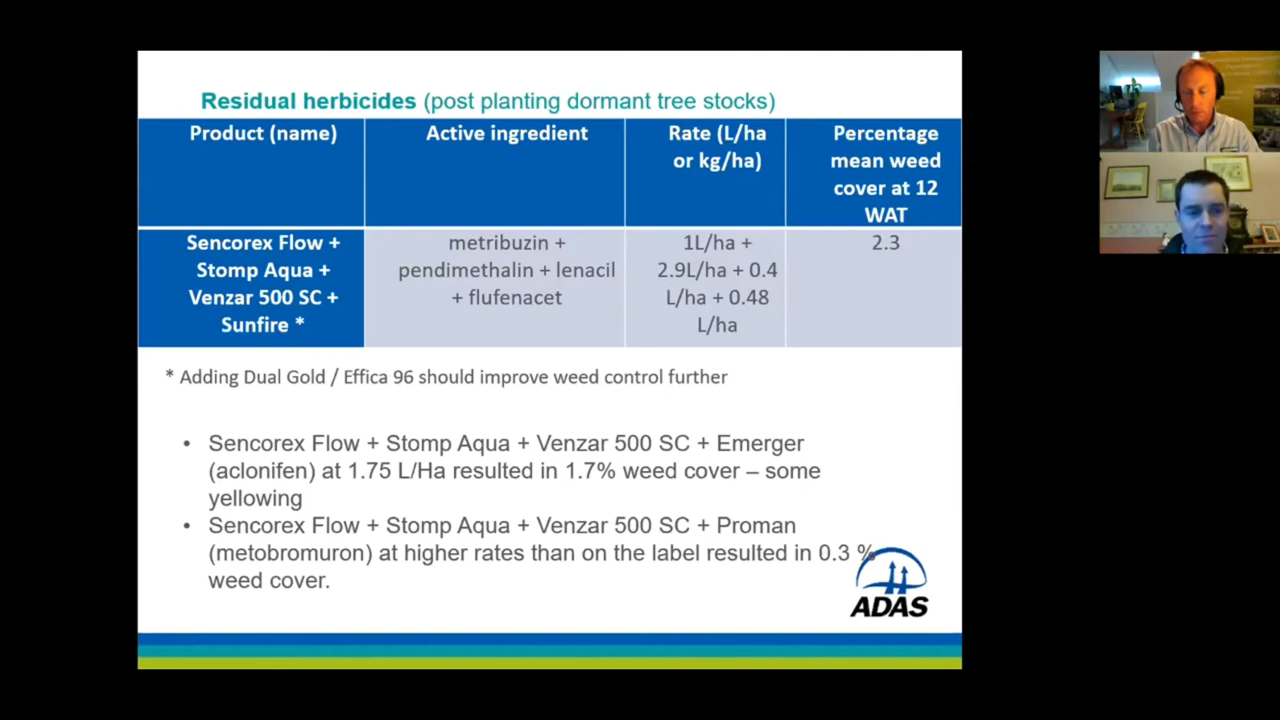 Residual herbicides (post planting dormant tree stocks)
Product (name)
Active ingredient
Rate (L/ha
or kg/ha)
Percentage
mean weed
cover at 12
WAT
Sencorex Flow +
Stomp Aqua +
Venzar 500 SC +
Sunfire *
metribuzin +
pendimethalin + lenacil
+ flufenacet
1L/ha +
2.9L/ha + 0.4
L/ha + 0.48
L/ha
2.3
* Adding Dual Gold / Effica 96 should improve weed control further
• Sencorex Flow + Stomp Aqua + Venzar 500 SC + Emerger
(aclonifen) at 1.75 L/Ha resulted in 1.7% weed cover – some
yellowing
• Sencorex Flow + Stomp Aqua + Venzar 500 SC + Proman
(metobromuron) at higher rates than on the label resulted in 0.3 %
weed cover.
ADAS